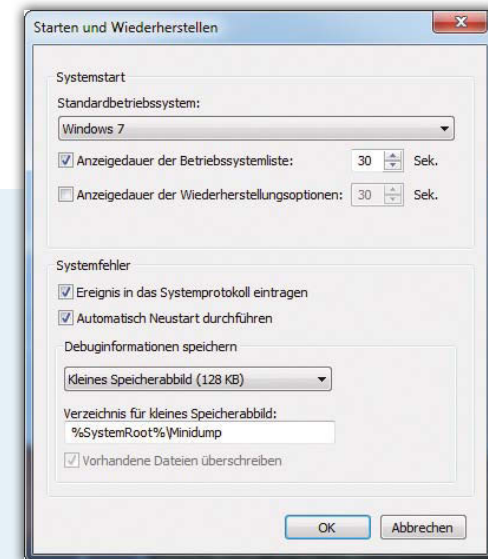 Starten und Wiederherstellen
Systemstart
Standardbetriebssystem:
Windows 7
Anzeigedauer der Betriebssystemliste: 30 Sek.
Anzeigedauer der Wiederherstellungsoptionen: 30 Sek.
Systemfehler
Ereignis in das Systemprotokoll eintragen
Automatisch Neustart durchführen
Debuginformationen speichern
Kleines Speicherabbild (128 KB)
Verzeichnis für kleines Speicherabbild:
%SystemRoot%\Minidump
Vorhandene Dateien überschreiben
OK Abbrechen